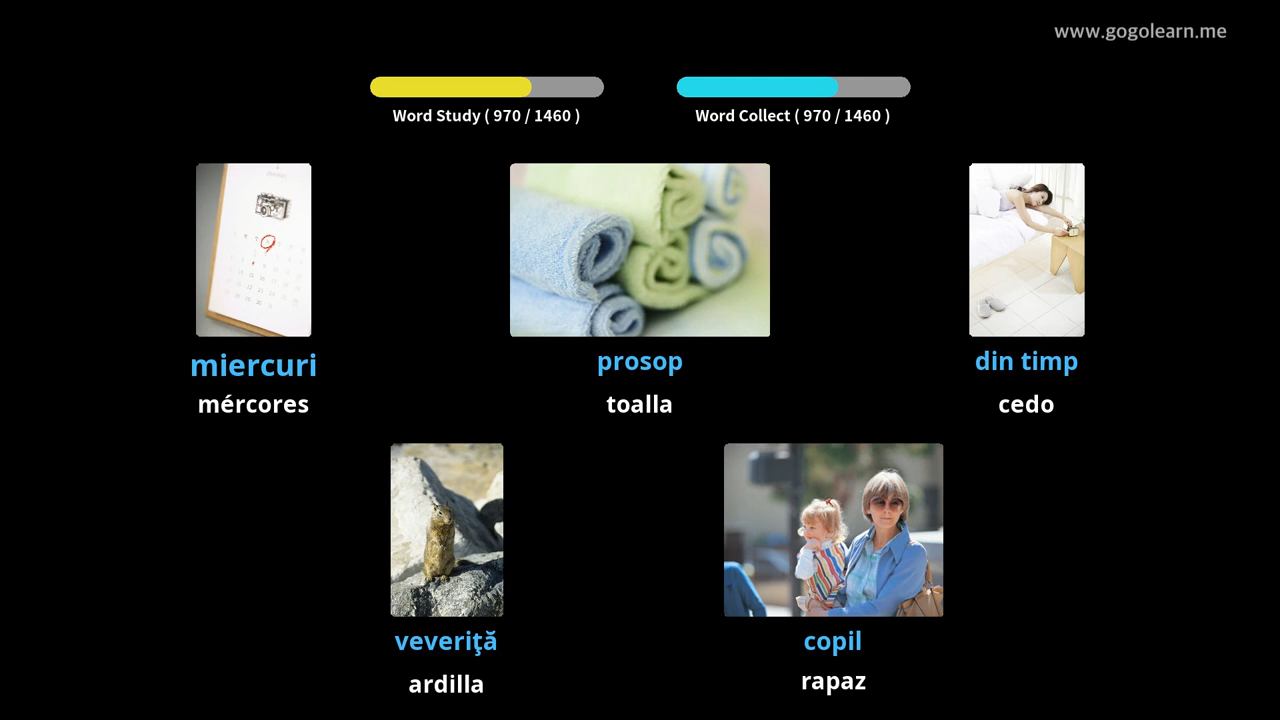 www.gogolearn.me
Word Study ( 970 / 1460 )
Word Collect ( 970 / 1460 )
miercuri
mércores
prosop
toalla
din timp
cedo
veveriţă
ardilla
copil
rapaz